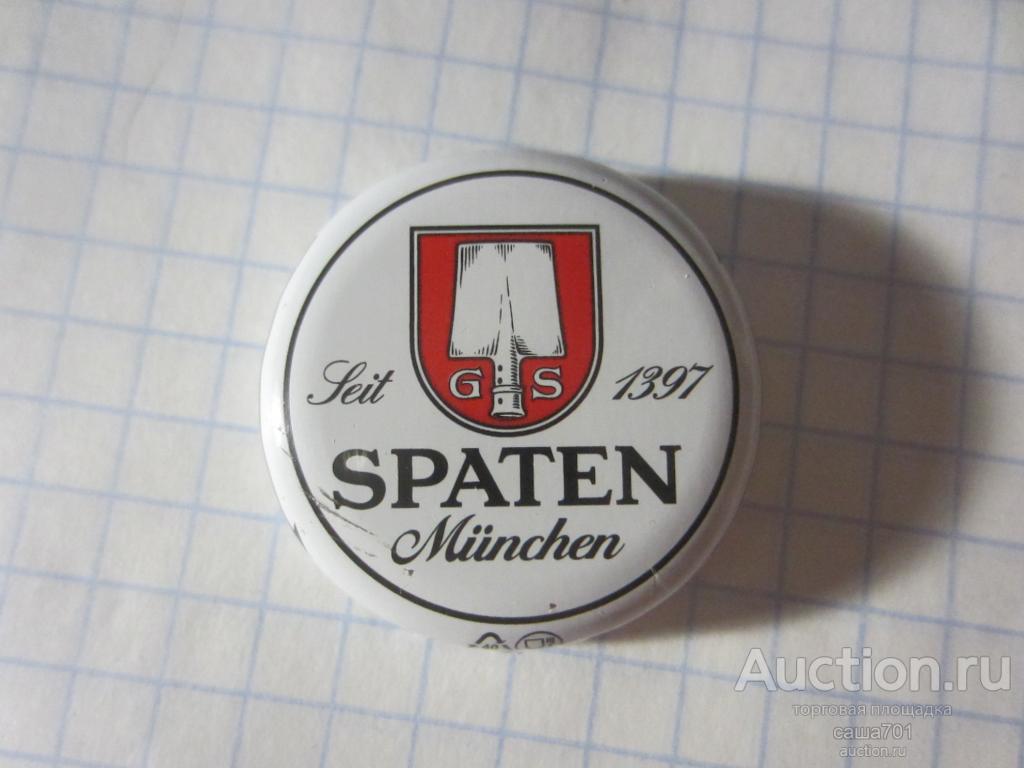 G S
Seit 1397
SPATEN
München
Auction.ru
торговая площадка
саша701
auction.ru